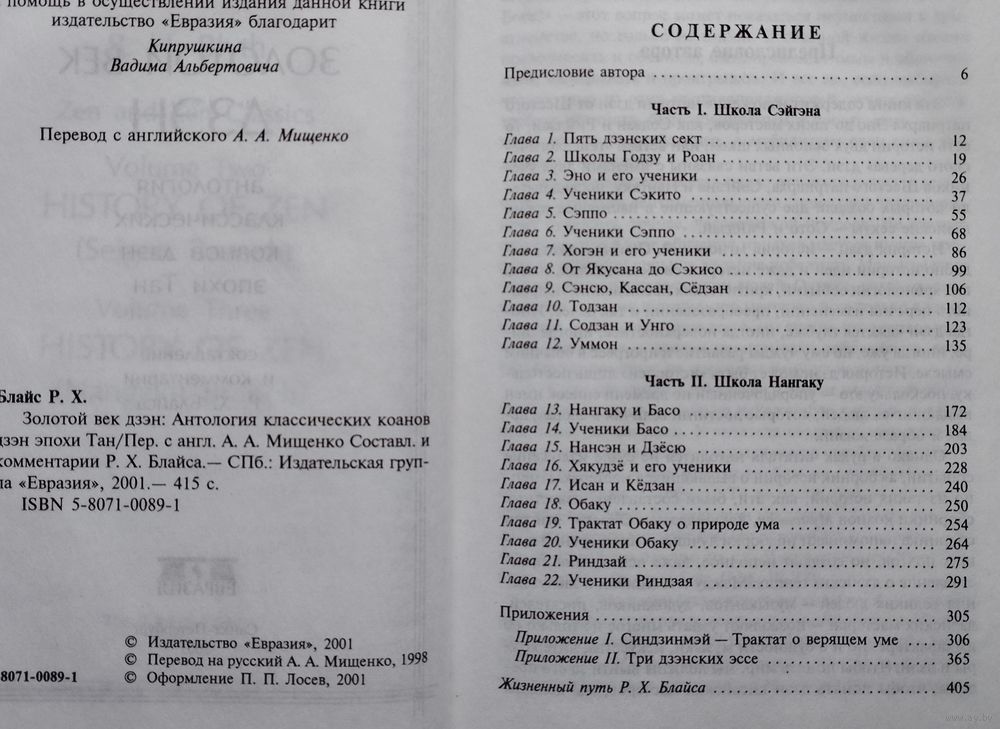 помощь в осуществлении издания данной книги
издательство «Евразия» благодарит
Кипрушкина
Вадима Альбертовича
Перевод с английского А. А. Мищенко
Блайс Р. Х.
Золотой век дзэн: Антология классических коанов
дзэн эпохи Тан/Пер. с англ. А. А. Мищенко Составл. и
комментарии Р. Х. Блайса.— СПб.: Издательская груп-
па «Евразия», 2001.— 415 с.
ISBN 5-8071-0089-1
© Издательство «Евразия», 2001
© Перевод на русский А. А. Мищенко, 1998
8071-0089-1 © Оформление П. П. Лосев, 2001
СОДЕРЖАНИЕ
Предисловие автора 6
Часть I. Школа Сэйгэна
Глава 1. Пять дзэнских сект 12
Глава 2. Школы Годзу и Роан 19
Глава 3. Эно и его ученики 26
Глава 4. Ученики Сэкито 37
Глава 5. Сэппо 55
Глава 6. Ученики Сэппо 68
Глава 7. Хогэн и его ученики 86
Глава 8. От Якусана до Сэкисо 99
Глава 9. Сэнсю, Кассан, Сёдзан 106
Глава 10. Тодзан 112
Глава 11. Содзан и Унго 123
Глава 12. Уммон 135
Часть II. Школа Нангаку
Глава 13. Нангаку и Басо 172
Глава 14. Ученики Басо 184
Глава 15. Нансэн и Дзёсю 203
Глава 16. Хякудзё и его ученики 228
Глава 17. Исан и Кёдзан 240
Глава 18. Обаку 250
Глава 19. Трактат Обаку о природе ума 254
Глава 20. Ученики Обаку 264
Глава 21. Риндзай 275
Глава 22. Ученики Риндзая 291
Приложения 305
Приложение I. Синдзинмэй — Трактат о верящем уме 306
Приложение II. Три дзэнских эссе 365
Жизненный путь Р. Х. Блайса 405
www.ay.by